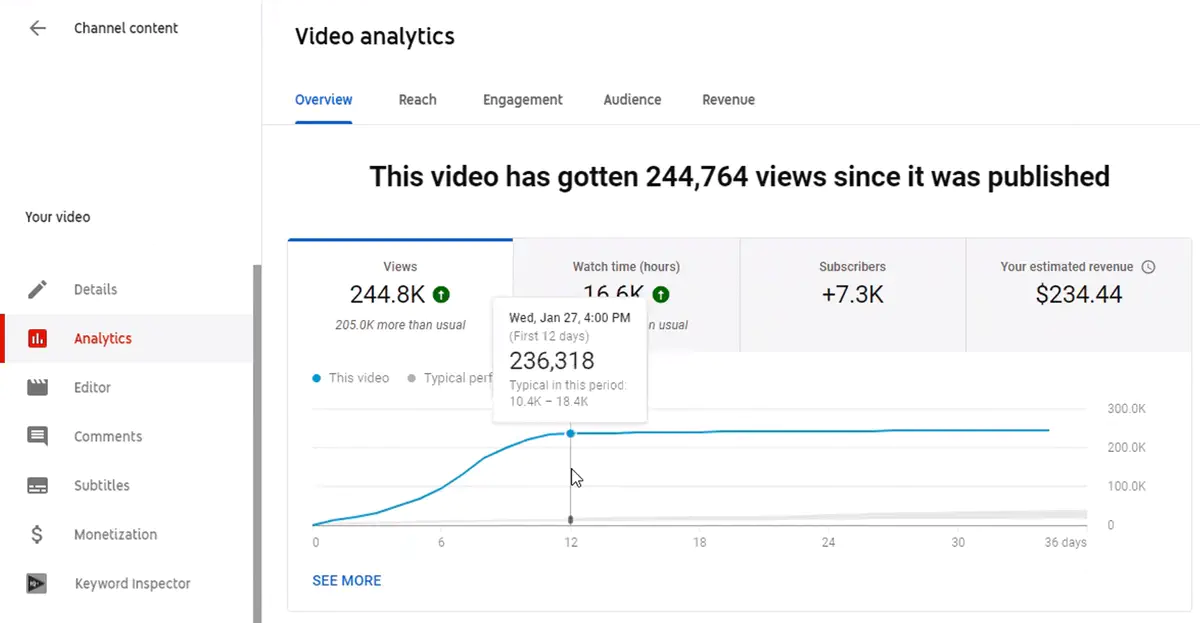 Channel content
Your video
Details
Analytics
Editor
Comments
Subtitles
$ Monetization
Keyword Inspector
Video analytics
Overview Reach Engagement Audience Revenue
This video has gotten 244,764 views since it was published
Views
244.8K
205.0K more than usual
Watch time (hours)
16.6K
n usual
Subscribers
+7.3K
Your estimated revenue
$234.44
Wed, Jan 27, 4:00 PM
(First 12 days)
236,318
Typical in this period:
10.4K – 18.4K
This video Typical perf
300.0K
200.0K
100.0K
0
0 6 12 18 24 30 36 days
SEE MORE